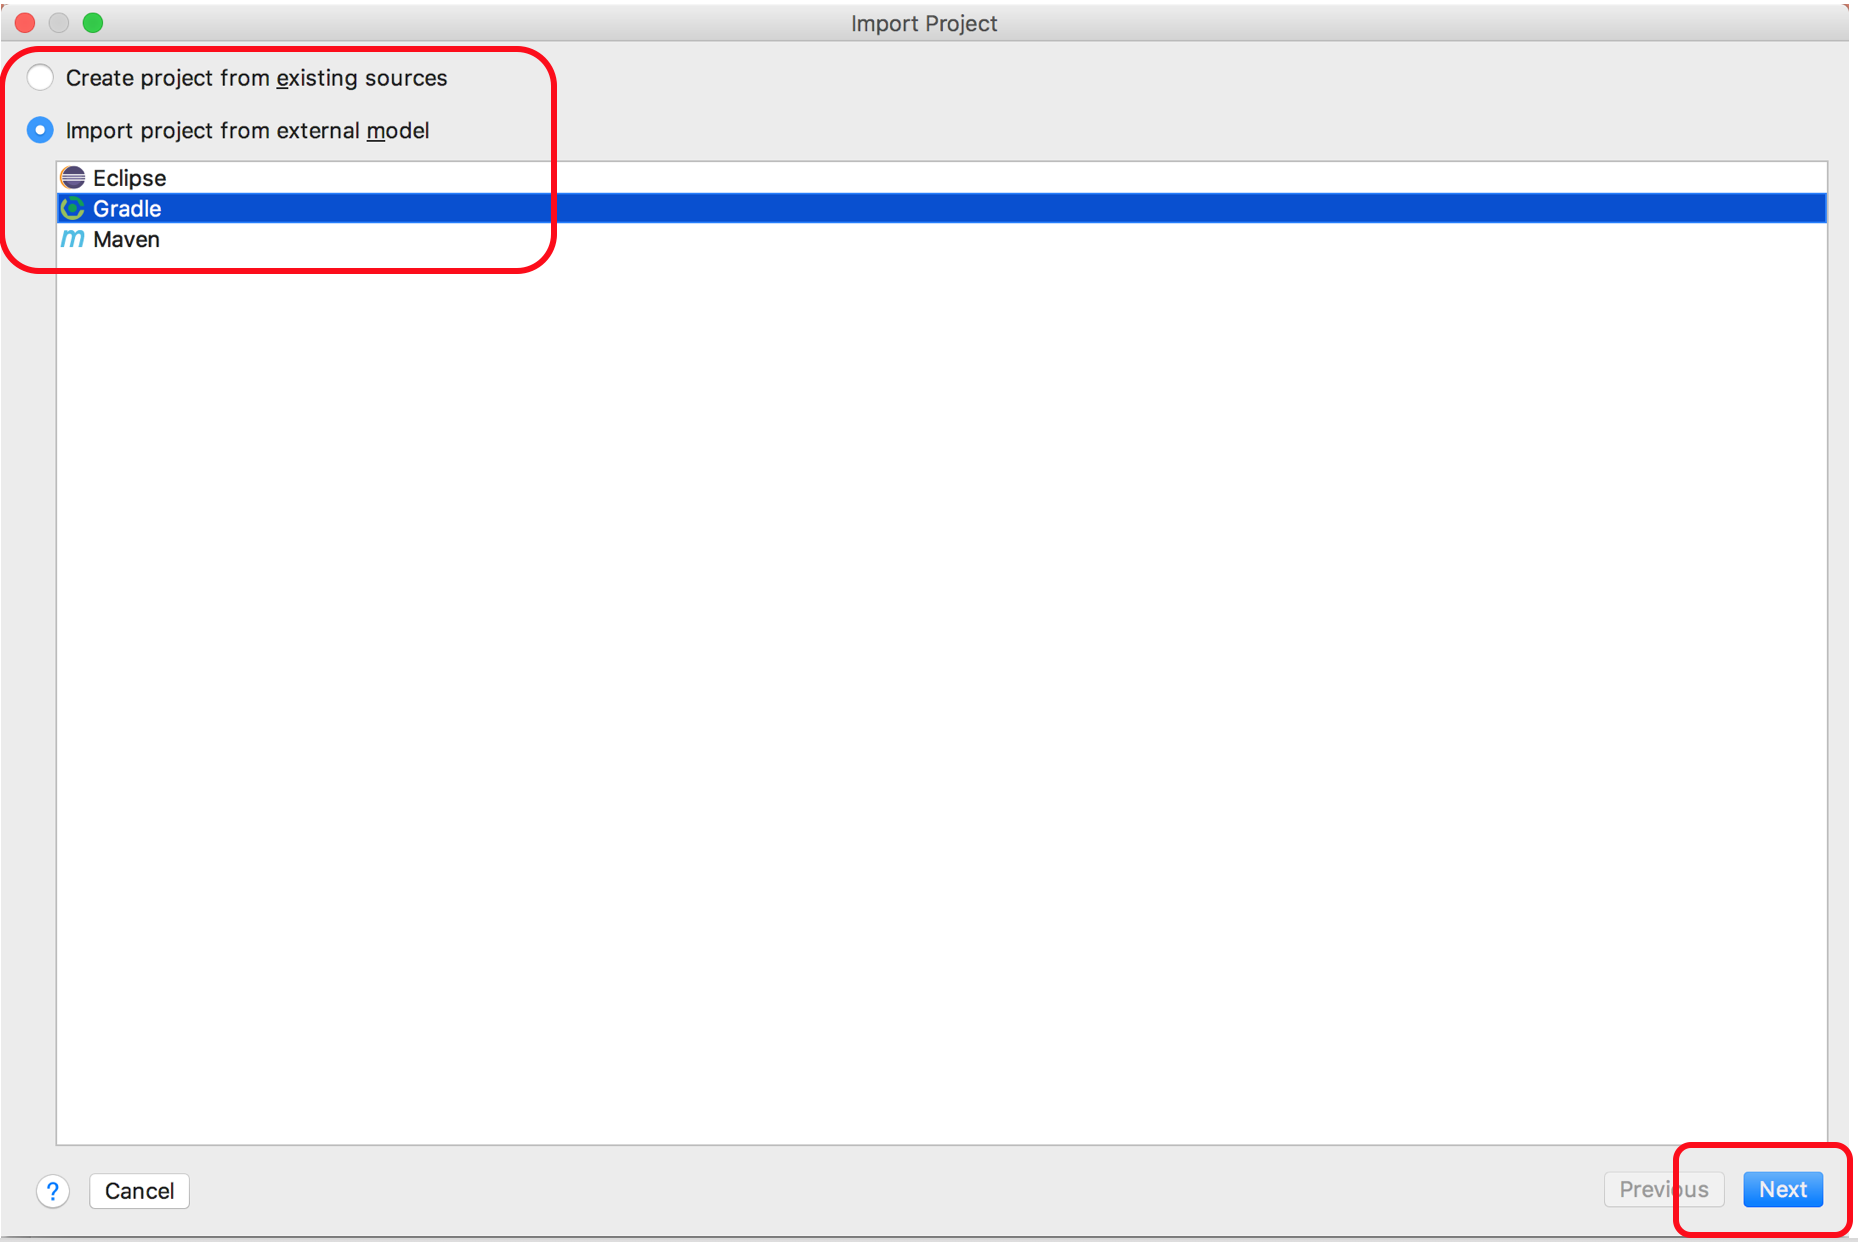 Import Project
Create project from existing sources
Import project from external model
Eclipse
Gradle
m Maven
? Cancel Previous Next